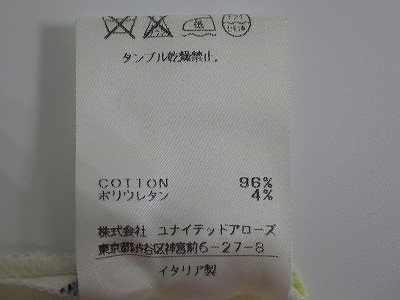 タンブル乾燥禁止。
COTTON 96%
ポリウレタン 4%
株式会社 ユナイテッドアローズ
東京都渋谷区神宮前6-27-8
イタリア製